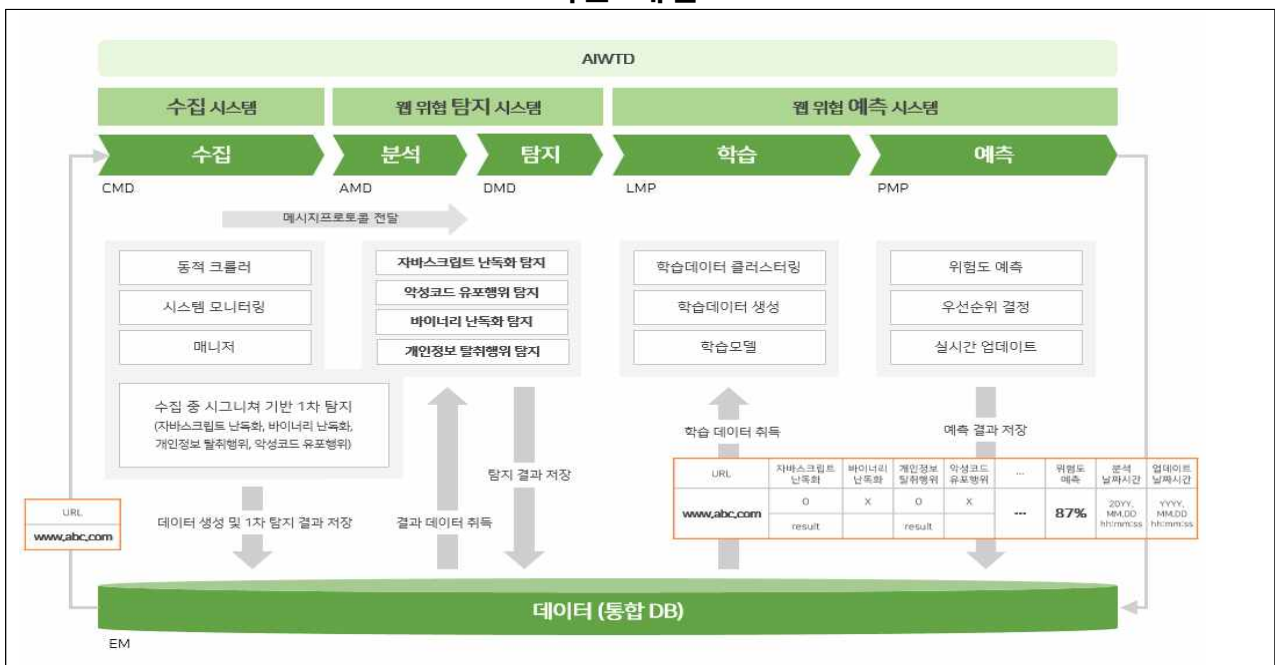 AIWTD
수집 시스템
웹 위협 탐지 시스템
웹 위협 예측 시스템
수집
분석
탐지
학습
예측
CMD
AMD
DMD
LMP
PMP
메시지프로토콜 전달
동적 크롤러
시스템 모니터링
매니저
자바스크립트 난독화 탐지
악성코드 유포행위 탐지
바이너리 난독화 탐지
개인정보 탈취행위 탐지
학습데이터 클러스터링
학습데이터 생성
학습모델
위험도 예측
우선순위 결정
실시간 업데이트
수집 중 시그니쳐 기반 1차 탐지
(자바스크립트 난독화, 바이너리 난독화,
개인정보 탈취행위, 악성코드 유포행위)
학습 데이터 취득
예측 결과 저장
탐지 결과 저장
URL
www.abc.com
데이터 생성 및 1차 탐지 결과 저장
결과 데이터 취득
URL 자바스크립트 난독화 바이너리 난독화 개인정보 탈취행위 악성코드 유포행위 ... 위험도 예측 분석 날짜시간 업데이트 날짜시간
www.abc.com O X O X ... 87% 20YY, MM.DD hh:mm:ss YYYY, MM.DD hh:mm:ss
result result
데이터 (통합 DB)
EM